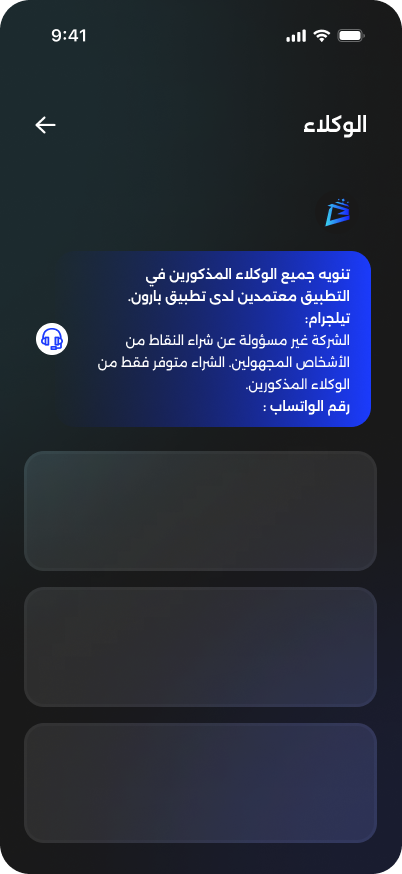 9:41
الوكلاء
تنويه جميع الوكلاء المذكورين في
التطبيق معتمدين لدى تطبيق بارون.
تيلجرام:
الشركة غير مسؤولة عن شراء النقاط من
الأشخاص المجهولين. الشراء متوفر فقط من
الوكلاء المذكورين.
رقم الواتساب :